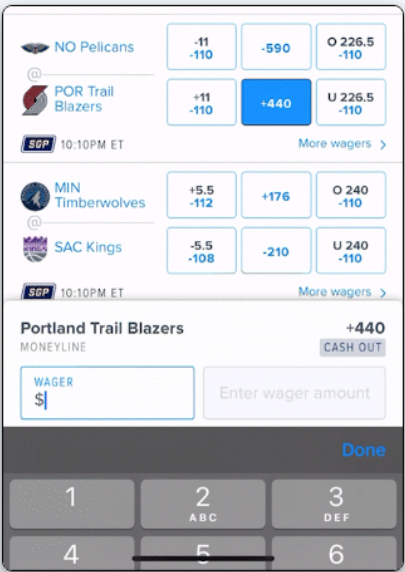 NO Pelicans
-11
-110
-590
O 226.5
-110
@
POR Trail
Blazers
+11
-110
+440
U 226.5
-110
SGP 10:10PM ET
More wagers >
MIN
Timberwolves
+5.5
-112
+176
O 240
-110
@
SAC Kings
-5.5
-108
-210
U 240
-110
SGP 10:10PM ET
More wagers >
Portland Trail Blazers
+440
MONEYLINE
CASH OUT
WAGER
$
Enter wager amount
Done
1
2
ABC
3
DEF
4
5
6